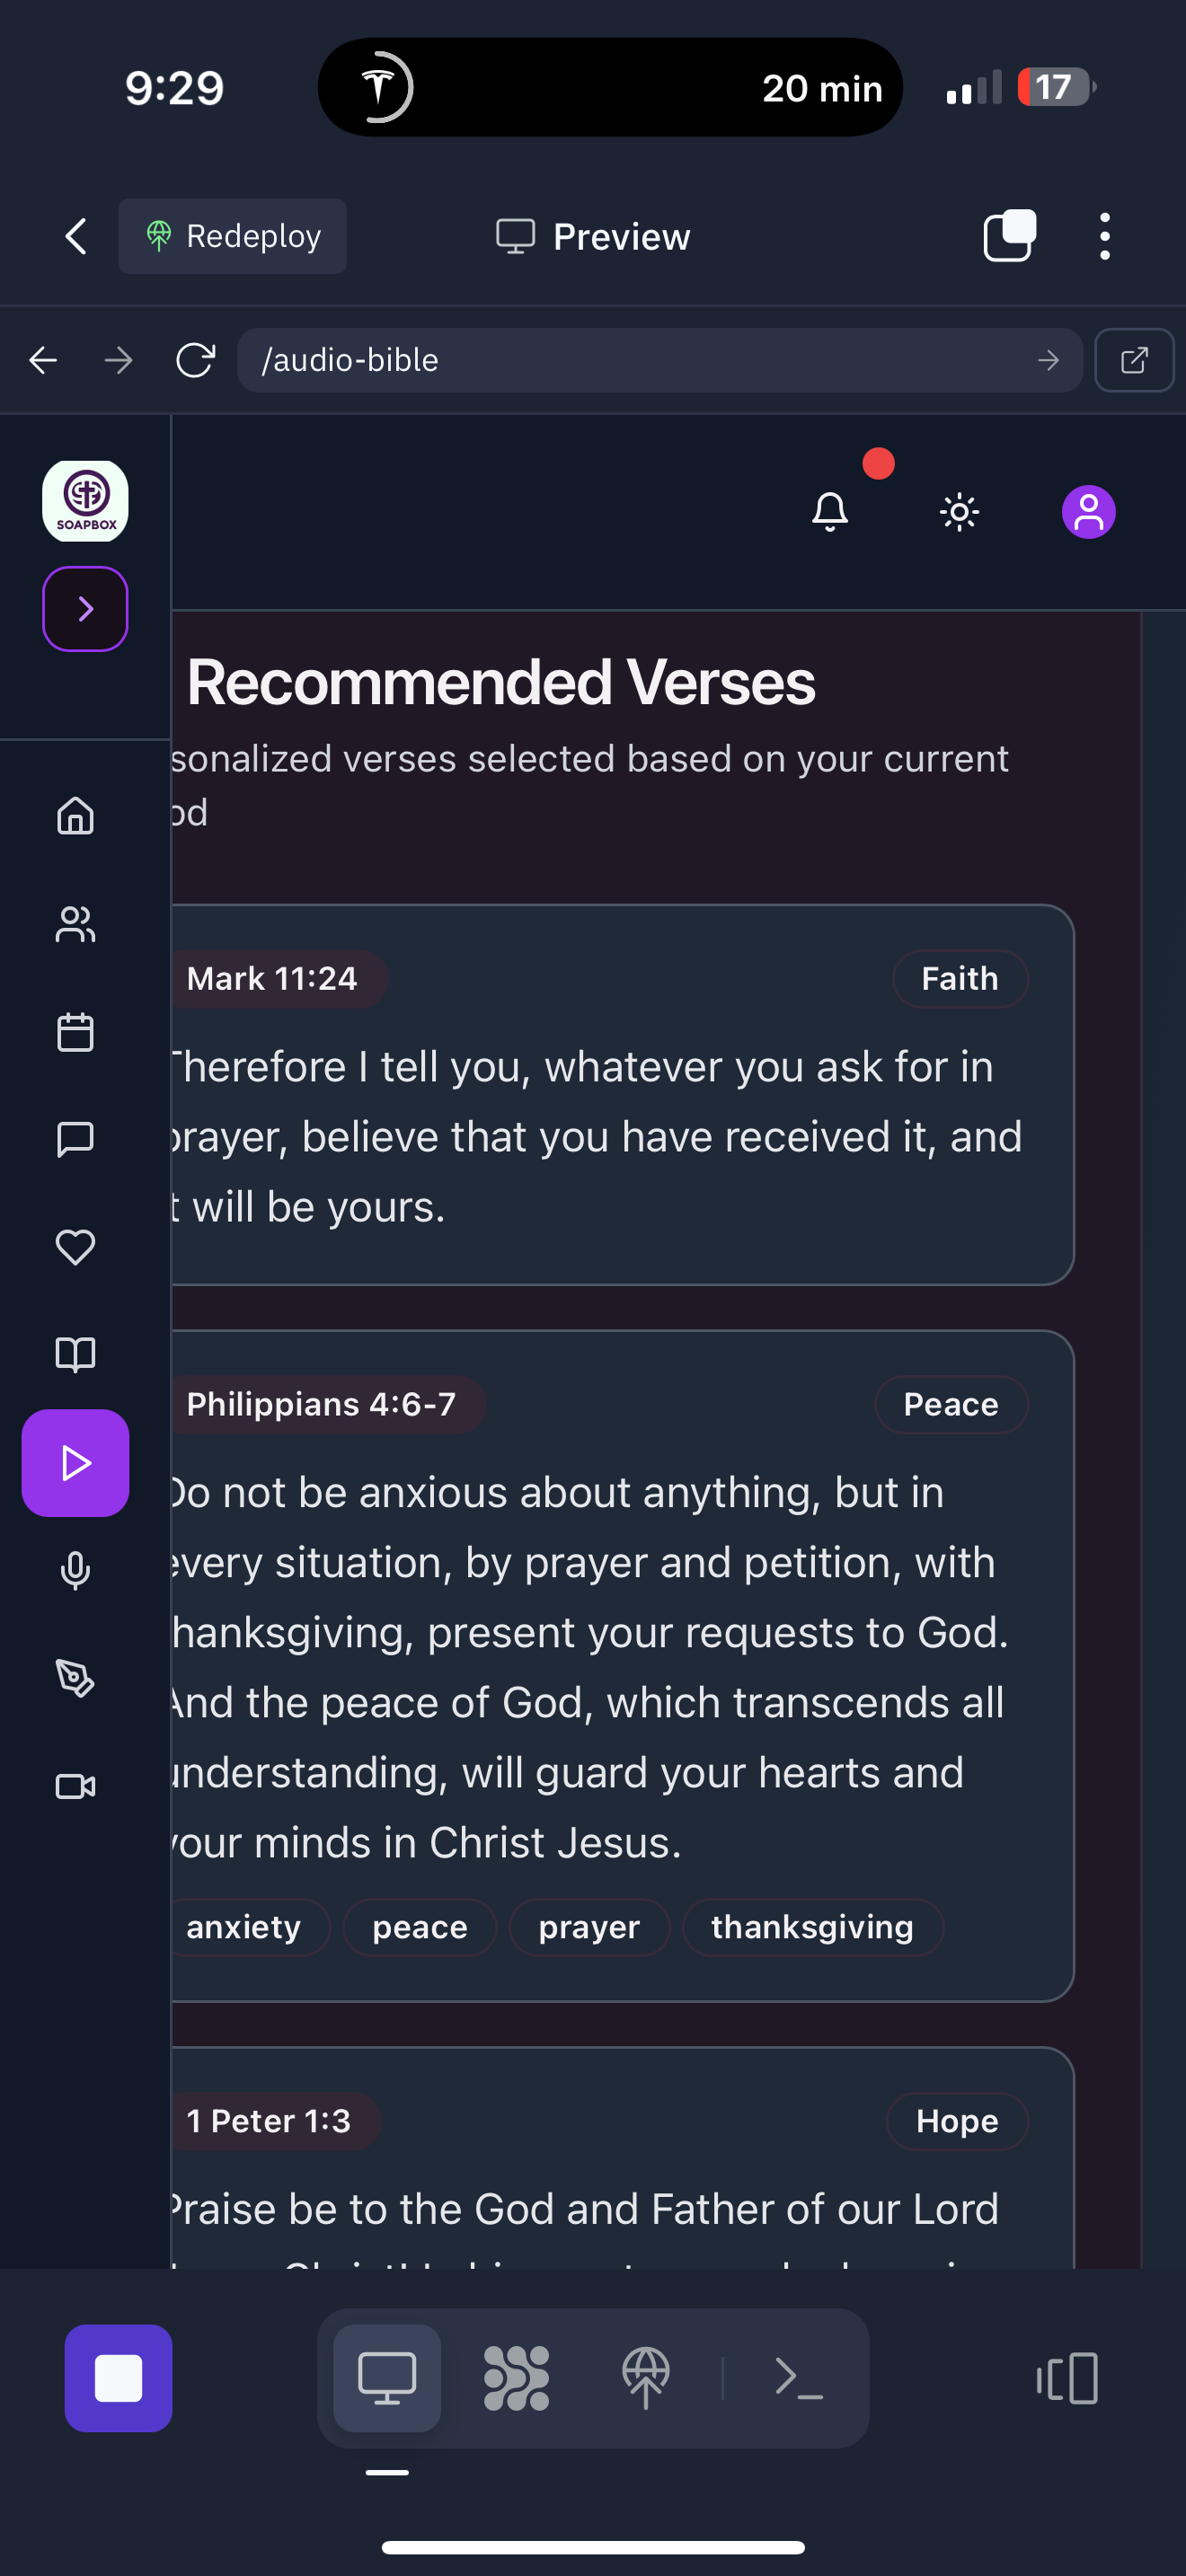 9:29
20 min
17
Redeploy
Preview
/audio-bible
SOAPBOX
Recommended Verses
sonalized verses selected based on your current
od
Mark 11:24
Faith
Therefore I tell you, whatever you ask for in
prayer, believe that you have received it, and
t will be yours.
Philippians 4:6-7
Peace
Do not be anxious about anything, but in
every situation, by prayer and petition, with
hanksgiving, present your requests to God.
And the peace of God, which transcends all
understanding, will guard your hearts and
your minds in Christ Jesus.
anxiety
peace
prayer
thanksgiving
1 Peter 1:3
Hope
Praise be to the God and Father of our Lord